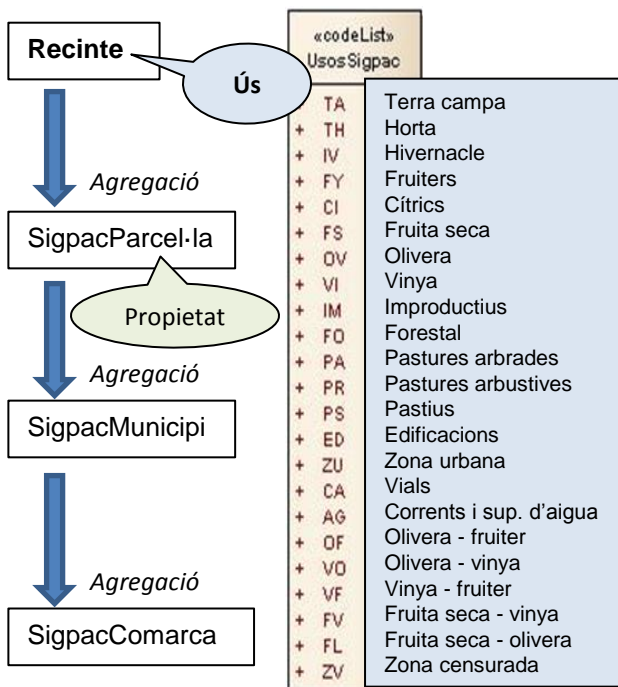 Recinte
Ús
Agregació
SigpacParcel·la
Propietat
Agregació
SigpacMunicipi
Agregació
SigpacComarca
«codeList»
UsosSigpac
TA Terra campa
+ TH Horta
+ IV Hivernacle
+ FY Fruiters
+ CI Cítrics
+ FS Fruita seca
+ OV Olivera
+ VI Vinya
+ IM Improductius
+ FO Forestal
+ PA Pastures arbrades
+ PR Pastures arbustives
+ PS Pastius
+ ED Edificacions
+ ZU Zona urbana
+ CA Vials
+ AG Corrents i sup. d'aigua
+ OF Olivera - fruiter
+ VO Olivera - vinya
+ VF Vinya - fruiter
+ FV Fruita seca - vinya
+ FL Fruita seca - olivera
+ ZV Zona censurada